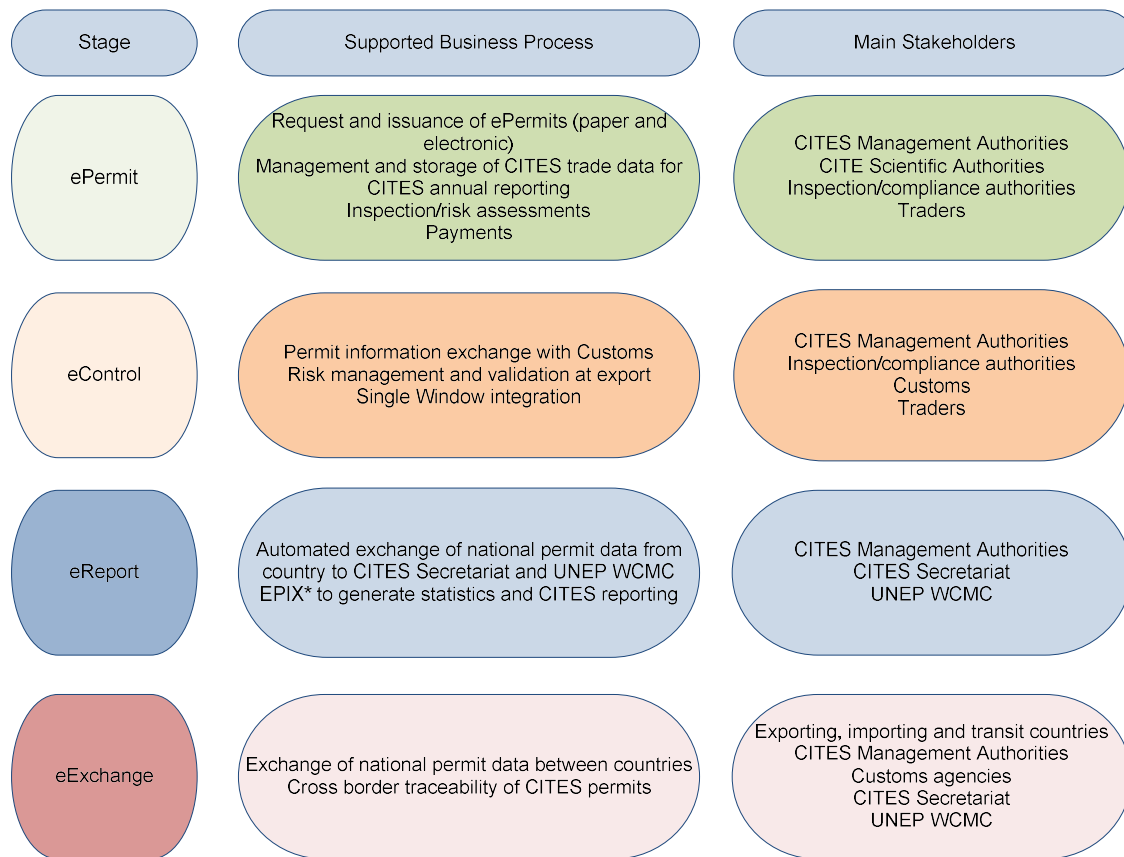 Stage
Supported Business Process
Main Stakeholders
ePermit
Request and issuance of ePermits (paper and
electronic)
Management and storage of CITES trade data for
CITES annual reporting
Inspection/risk assessments
Payments
CITES Management Authorities
CITE Scientific Authorities
Inspection/compliance authorities
Traders
eControl
Permit information exchange with Customs
Risk management and validation at export
Single Window integration
CITES Management Authorities
Inspection/compliance authorities
Customs
Traders
eReport
Automated exchange of national permit data from
country to CITES Secretariat and UNEP WCMC
EPIX* to generate statistics and CITES reporting
CITES Management Authorities
CITES Secretariat
UNEP WCMC
eExchange
Exchange of national permit data between countries
Cross border traceability of CITES permits
Exporting, importing and transit countries
CITES Management Authorities
Customs agencies
CITES Secretariat
UNEP WCMC